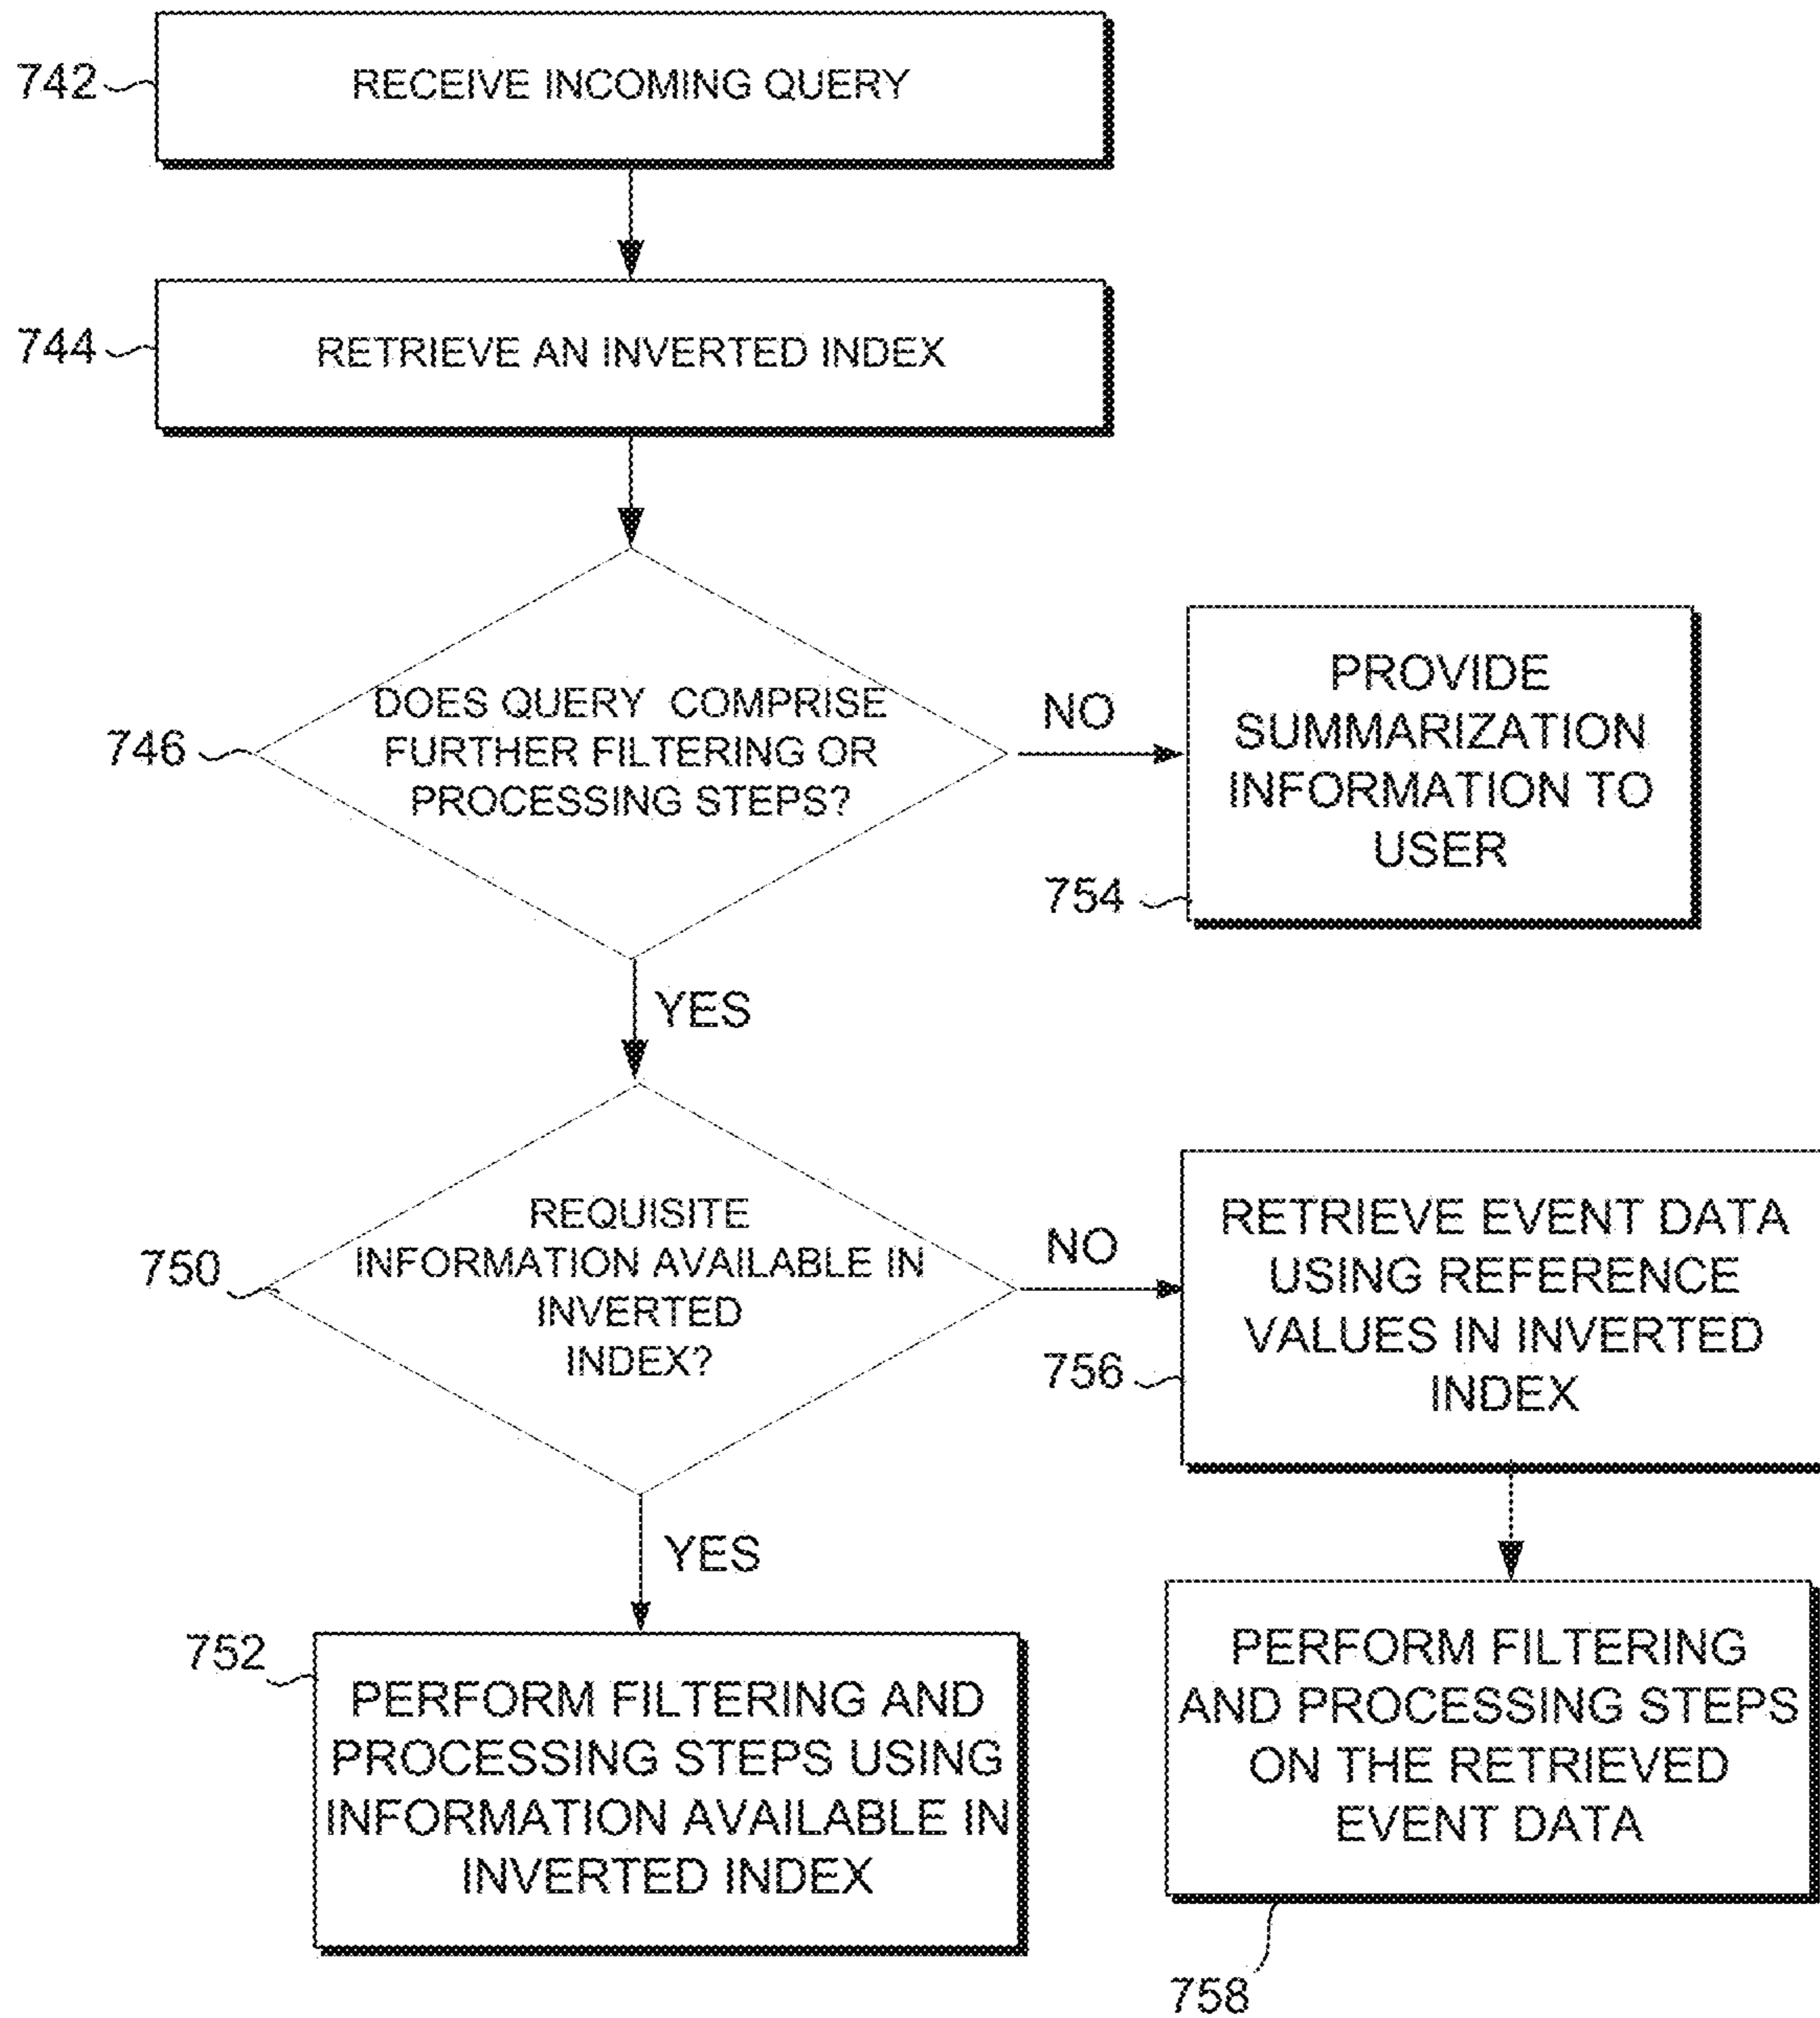 742
RECEIVE INCOMING QUERY
744
RETRIEVE AN INVERTED INDEX
746
DOES QUERY COMPRISE
FURTHER FILTERING OR
PROCESSING STEPS?
NO
PROVIDE
SUMMARIZATION
INFORMATION TO
USER
754
YES
750
REQUISITE
INFORMATION AVAILABLE IN
INVERTED
INDEX?
NO
RETRIEVE EVENT DATA
USING REFERENCE
VALUES IN INVERTED
INDEX
756
YES
752
PERFORM FILTERING AND
PROCESSING STEPS USING
INFORMATION AVAILABLE IN
INVERTED INDEX
PERFORM FILTERING
AND PROCESSING STEPS
ON THE RETRIEVED
EVENT DATA
758